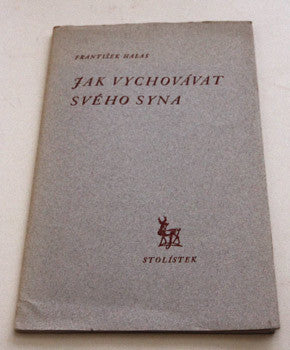 FRANTIŠEK HALAS
JAK VYCHOVÁVAT
SVÉHO SYNA
STOLÍSTEK